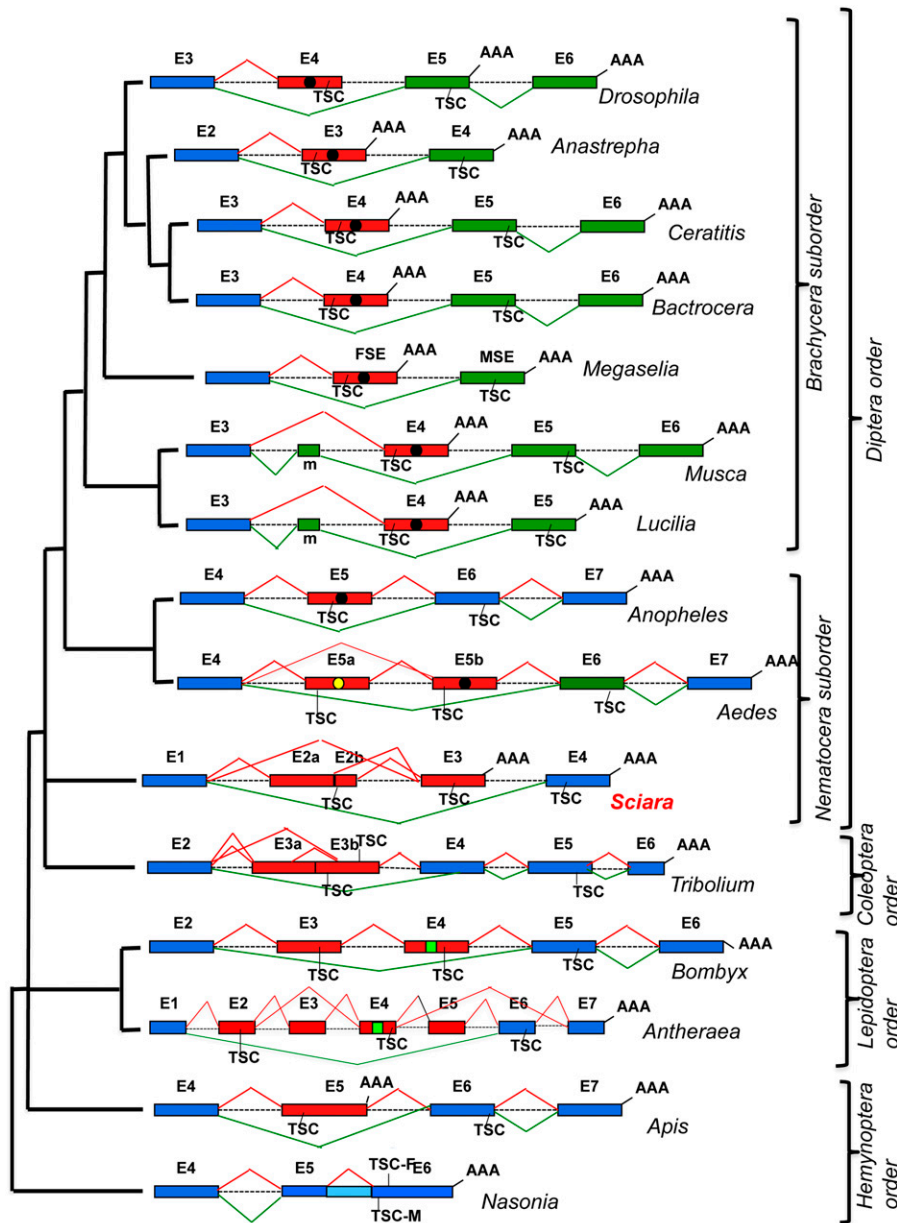 E3 E4 E5 AAA E6 AAA
TSC TSC Drosophila
E2 E3 AAA E4 AAA
TSC TSC Anastrepha
E3 E4 AAA E5 E6 AAA
TSC TSC Ceratitis
E3 E4 AAA E5 E6 AAA
TSC TSC Bactrocera
FSE AAA MSE AAA
TSC TSC Megaselia
E3 E4 AAA E5 E6 AAA
m TSC TSC Musca
E3 E4 AAA E5 AAA
m TSC TSC Lucilia
E4 E5 E6 E7 AAA
TSC TSC Anopheles
E4 E5a E5b E6 E7 AAA
TSC TSC TSC Aedes
E1 E2a E2b E3 AAA E4 AAA
TSC TSC TSC Sciara
E2 E3a E3b TSC E4 E5 E6 AAA
TSC TSC Tribolium
E2 E3 E4 E5 E6 AAA
TSC TSC TSC Bombyx
E1 E2 E3 E4 E5 E6 E7 AAA
TSC TSC TSC Antheraea
E4 E5 AAA E6 E7 AAA
TSC TSC Apis
E4 E5 TSC-F E6 AAA
TSC-M Nasonia
Brachycera suborder
Nematocera suborder
Diptera order
Coleoptera
order
Lepidoptera
order
Hemynoptera
order